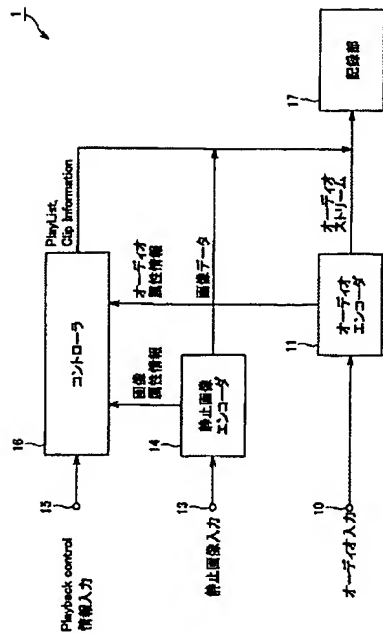 1
PlayList,
Clip Information
16
コントローラ
15
Playback control
情報入力
画像
属性情報
オーディオ
属性情報
画像データ
14
静止画像
エンコーダ
13
静止画像入力
17
記録部
オーディオ
ストリーム
11
オーディオ
エンコーダ
10
オーディオ入力